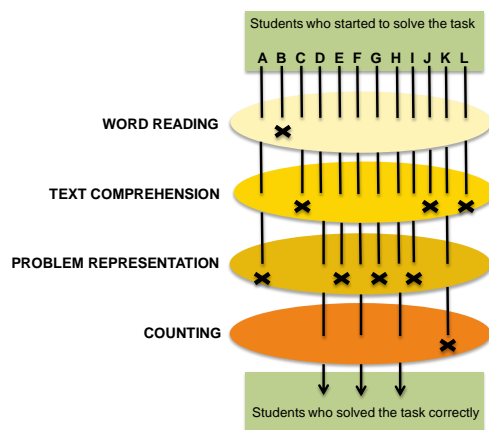 Students who started to solve the task
A B C D E F G H I J K L
WORD READING
TEXT COMPREHENSION
PROBLEM REPRESENTATION
COUNTING
Students who solved the task correctly